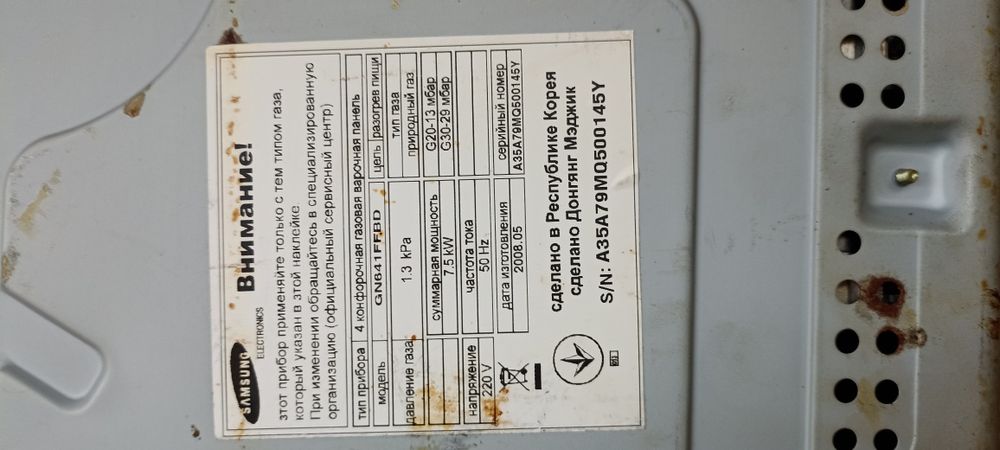 SAMSUNG
ELECTRONICS
Внимание!
этот прибор применяйте только с тем типом газа,
который указан в этой наклейке
При изменении обращайтесь в специализированную
организацию (официальный сервисный центр)
тип прибора 4 конфорочная газовая варочная панель
модель GN641FFBD цель разогрев пищи
давление газа 1.3 kPa тип газа природный газ
суммарная мощность G20-13 мбар
7.5 kW G30-29 мбар
напряжение частота тока
220 V 50 Hz
дата изготовления серийный номер
2008.05 A35A79MQ500145Y
сделано в Республике Корея
сделано Донгянг Мэджик
S/N: A35A79MQ500145Y